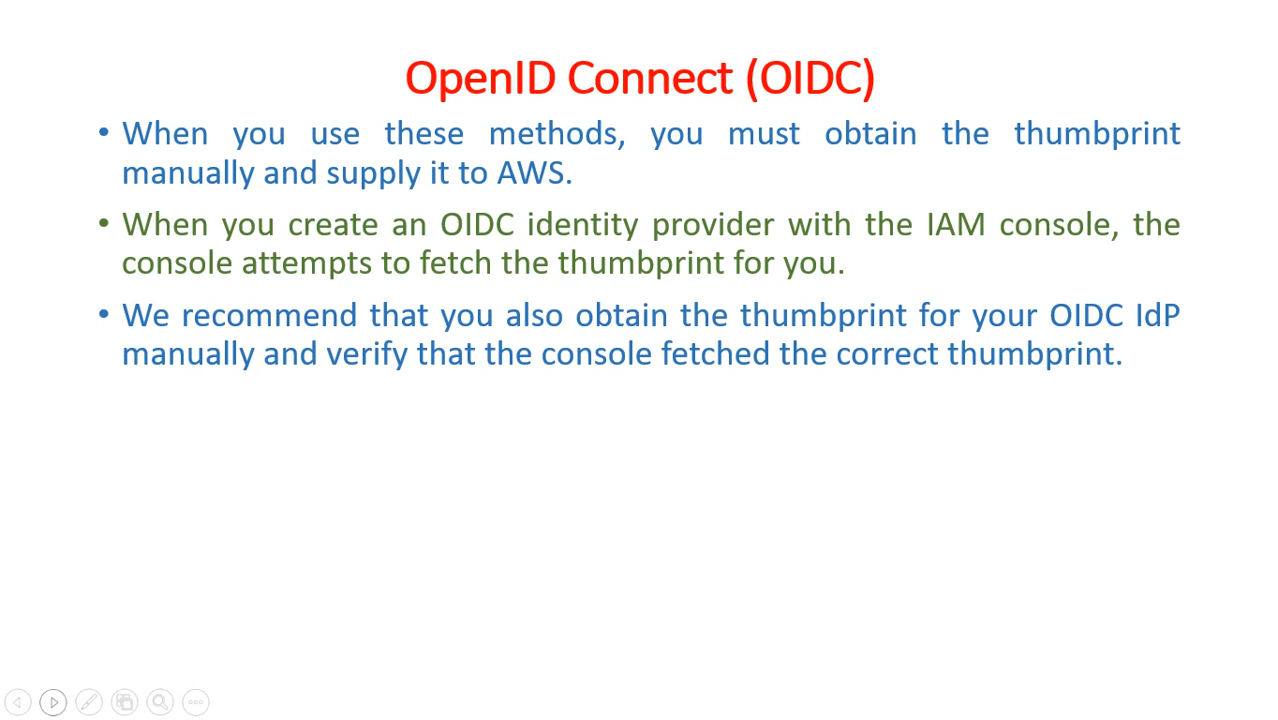 OpenID Connect (OIDC)
• When you use these methods, you must obtain the thumbprint
manually and supply it to AWS.
• When you create an OIDC identity provider with the IAM console, the
console attempts to fetch the thumbprint for you.
• We recommend that you also obtain the thumbprint for your OIDC IdP
manually and verify that the console fetched the correct thumbprint.